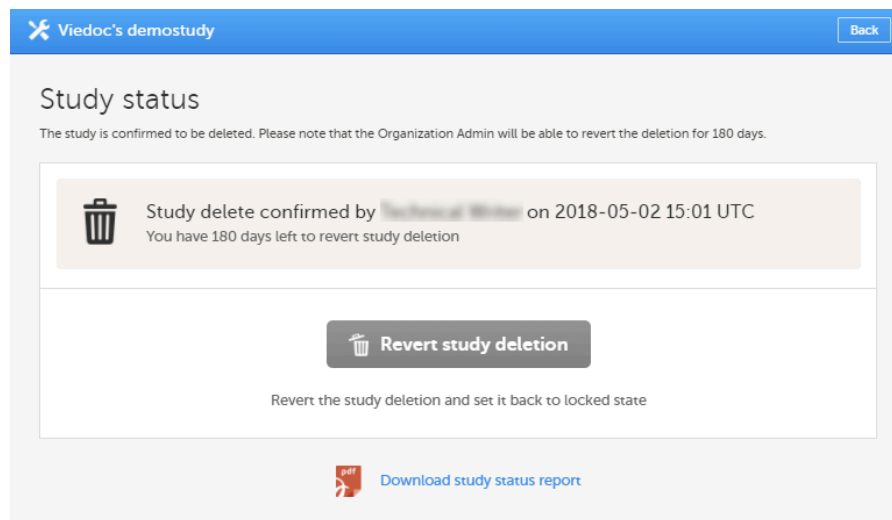 Viedoc's demostudy
Back
Study status
The study is confirmed to be deleted. Please note that the Organization Admin will be able to revert the deletion for 180 days.
Study delete confirmed by on 2018-05-02 15:01 UTC
You have 180 days left to revert study deletion
Revert study deletion
Revert the study deletion and set it back to locked state
pdf
Download study status report